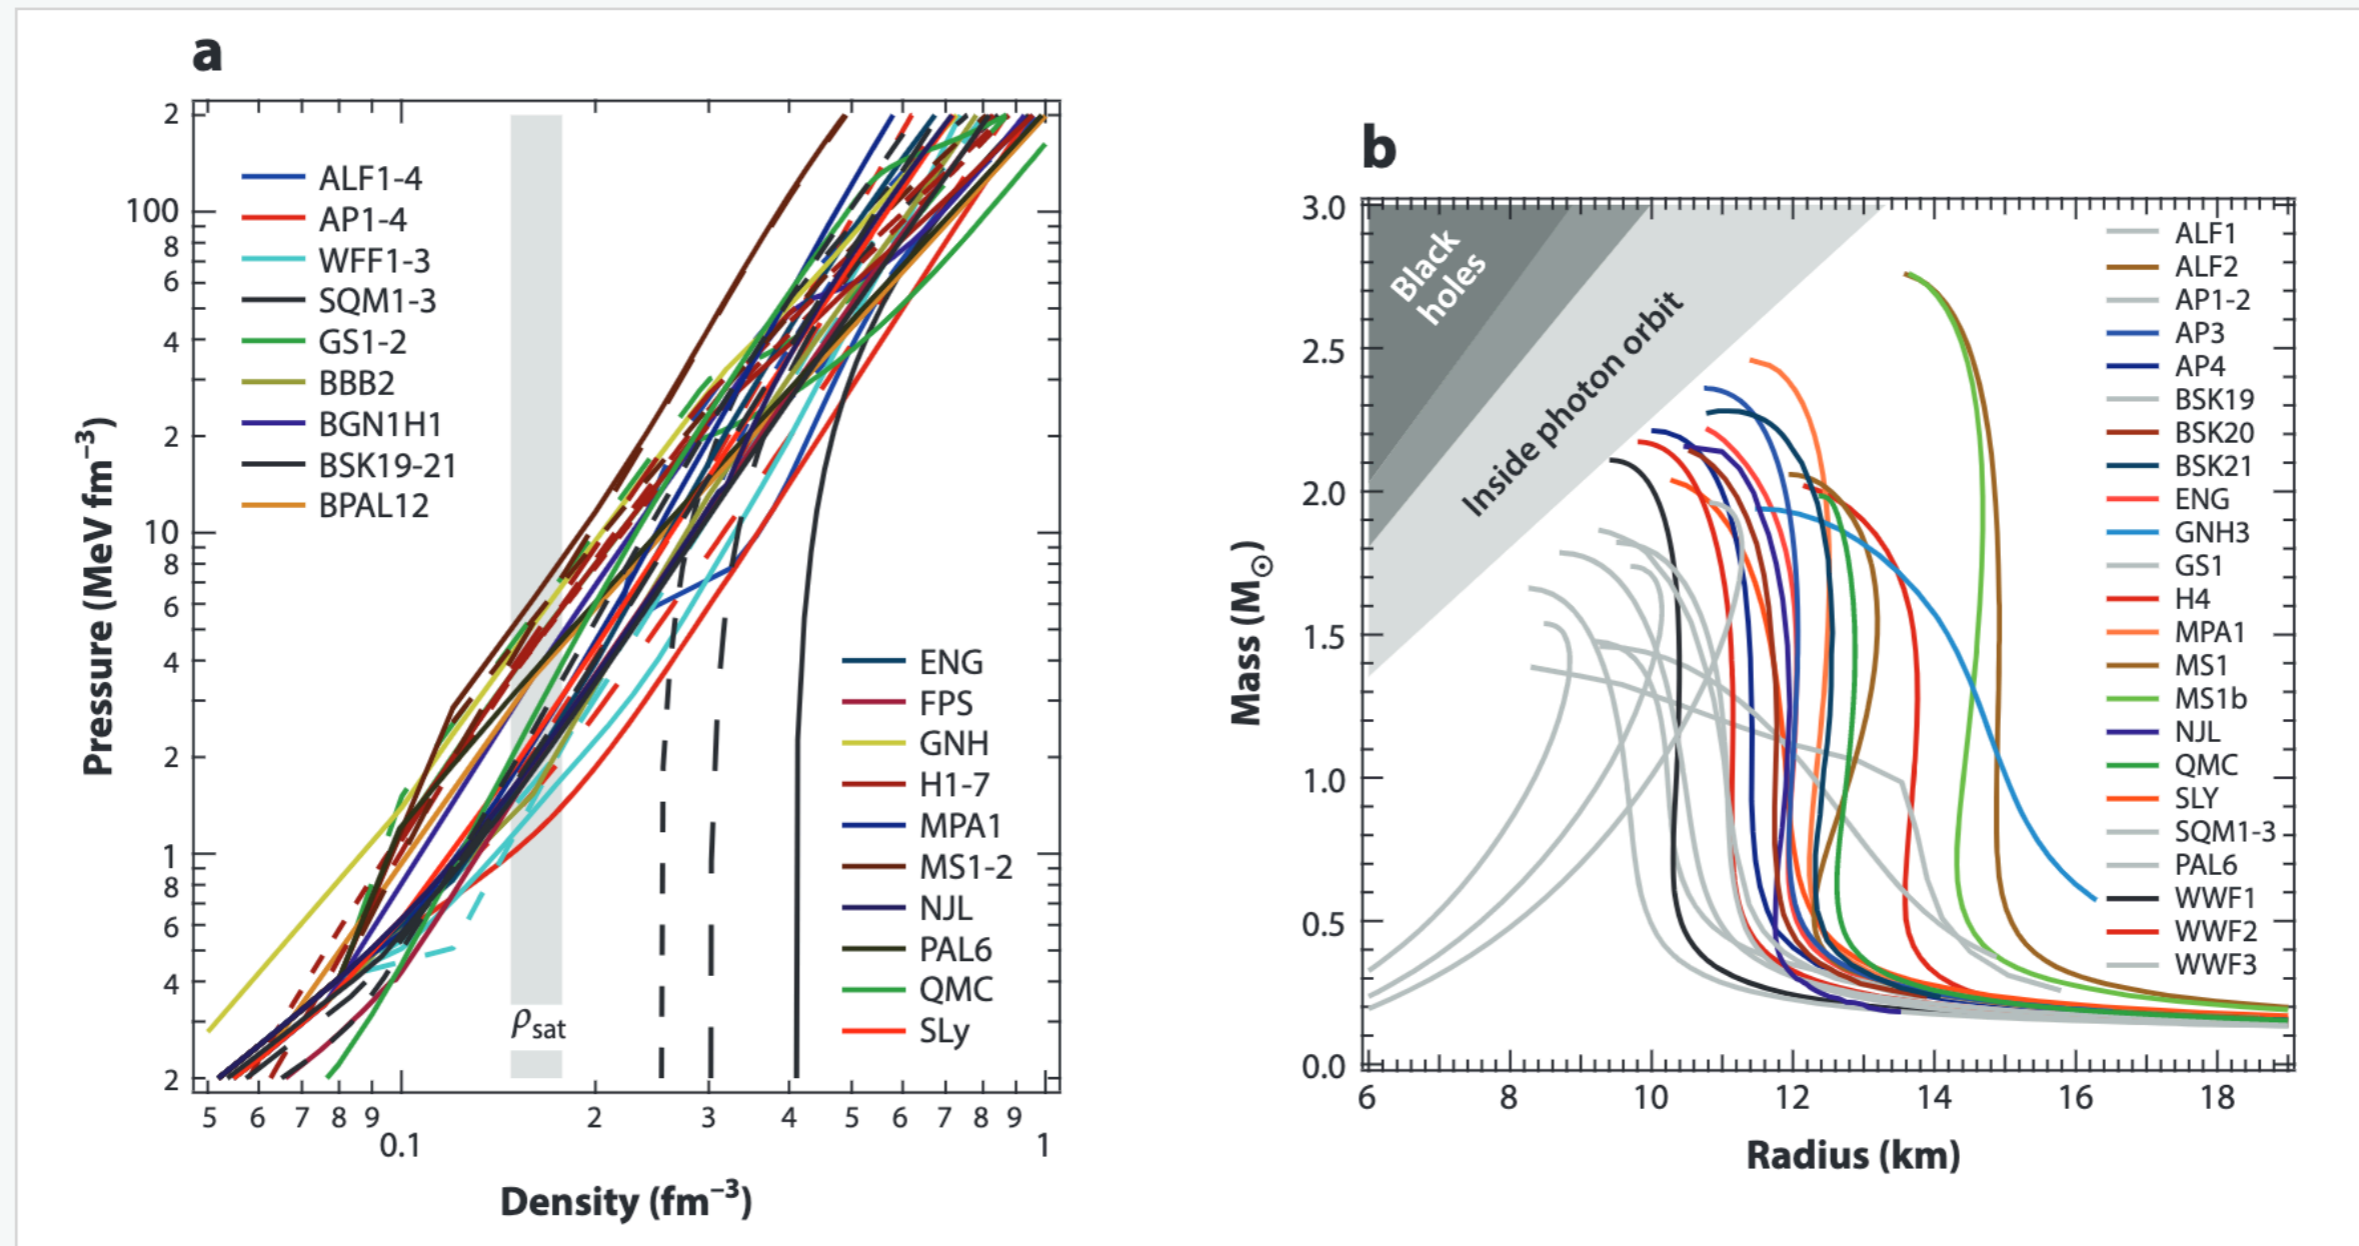 a
2
100
8
6
4
2
10
8
6
4
2
1
8
6
4
2
Pressure (MeV fm⁻³)
ALF1-4
AP1-4
WFF1-3
SQM1-3
GS1-2
BBB2
BGN1H1
BSK19-21
BPAL12
ρsat
ENG
FPS
GNH
H1-7
MPA1
MS1-2
NJL
PAL6
QMC
SLy
5 6 7 8 9 2 3 4 5 6 7 8 9
0.1 1
Density (fm⁻³)
b
3.0
2.5
2.0
1.5
1.0
0.5
0.0
Mass (M☉)
Black
holes
Inside photon orbit
ALF1
ALF2
AP1-2
AP3
AP4
BSK19
BSK20
BSK21
ENG
GNH3
GS1
H4
MPA1
MS1
MS1b
NJL
QMC
SLY
SQM1-3
PAL6
WWF1
WWF2
WWF3
6 8 10 12 14 16 18
Radius (km)